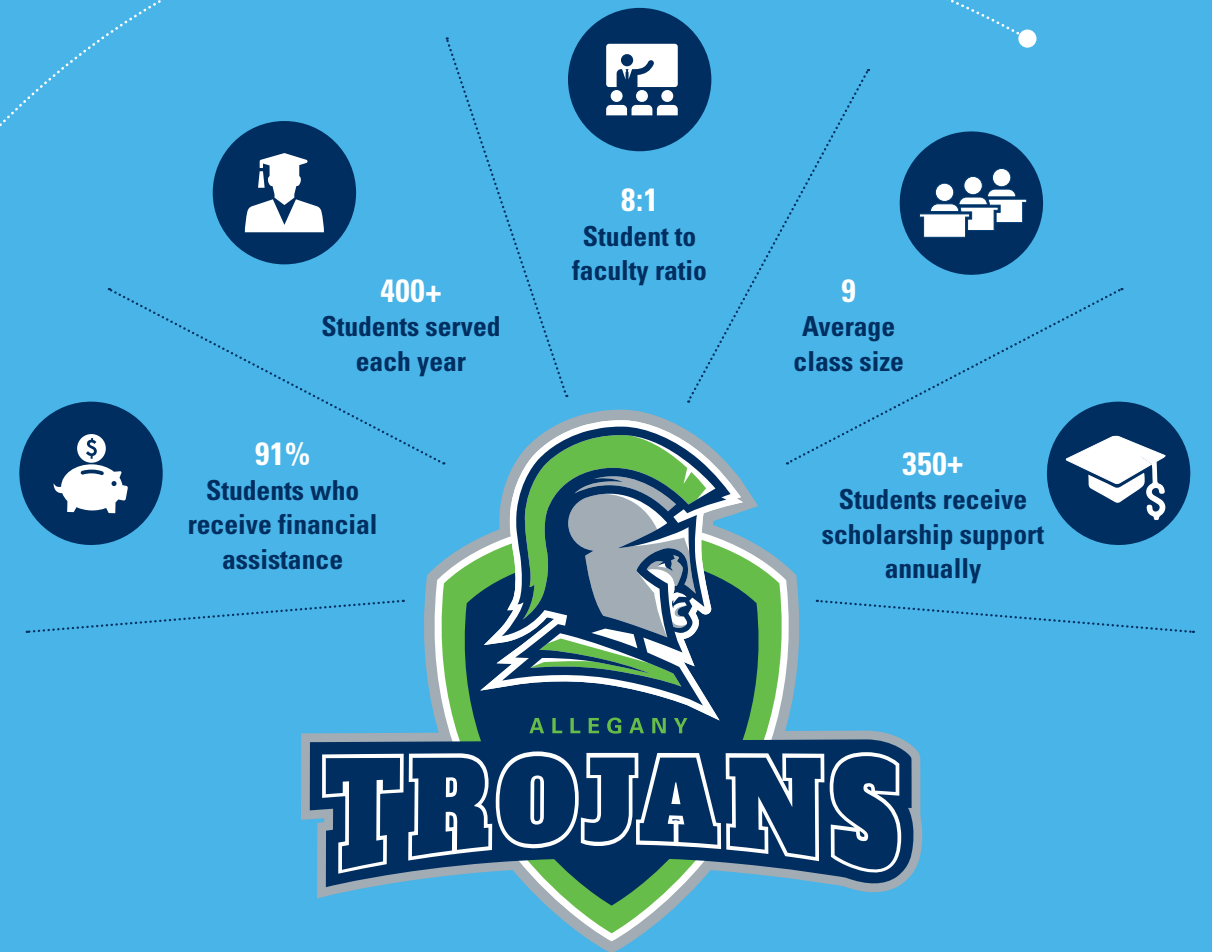 8:1
Student to
faculty ratio
400+
Students served
each year
9
Average
class size
91%
Students who
receive financial
assistance
350+
Students receive
scholarship support
annually
$
$
ALLEGANY
TROJANS